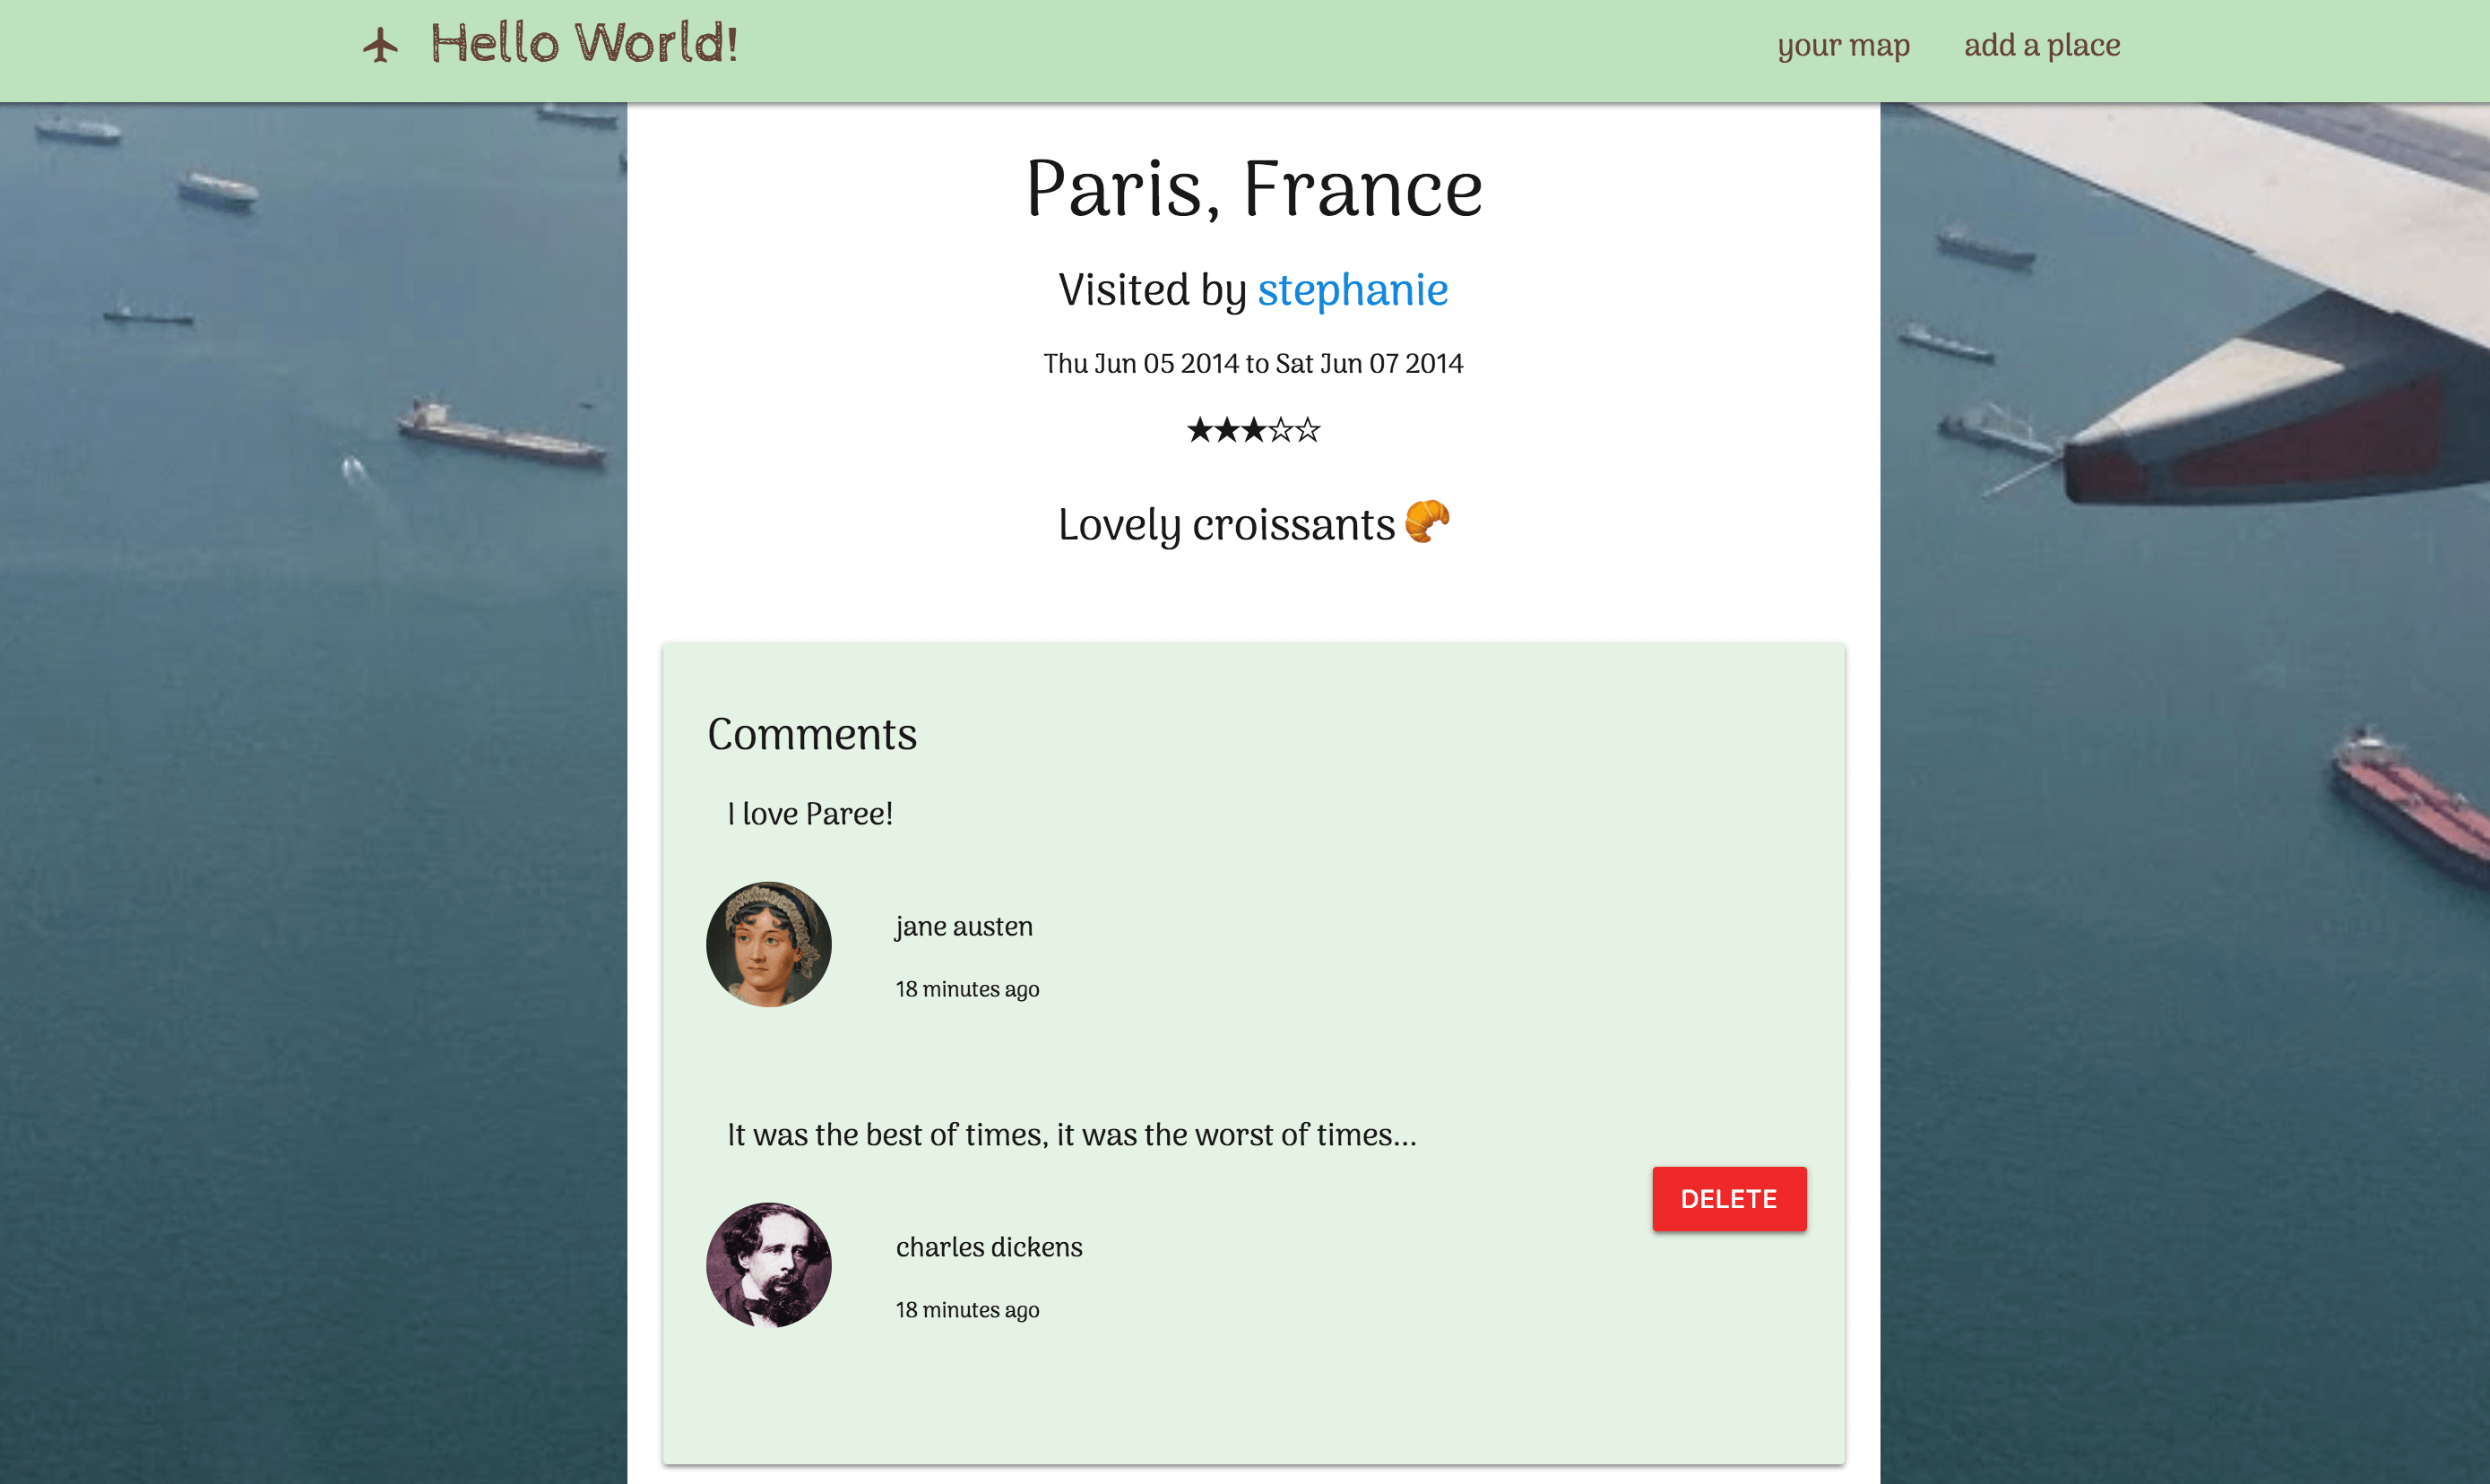 Hello World!
your map
add a place
Paris, France
Visited by stephanie
Thu Jun 05 2014 to Sat Jun 07 2014
★★★☆☆
Lovely croissants 🥐
Comments
I love Paree!
jane austen
18 minutes ago
It was the best of times, it was the worst of times...
DELETE
charles dickens
18 minutes ago